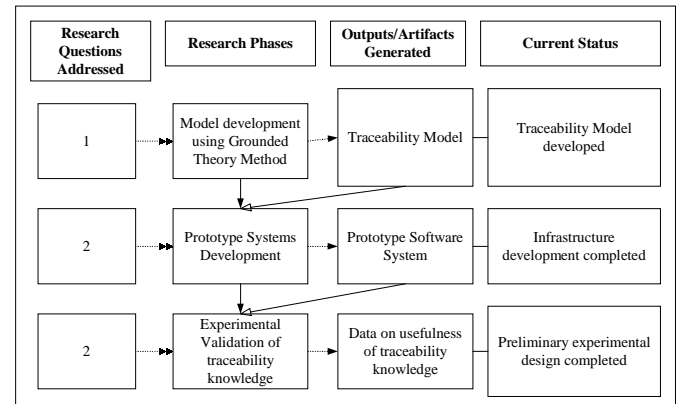 Research
Questions
Addressed
Research Phases
Outputs/Artifacts
Generated
Current Status
1
Model development
using Grounded
Theory Method
Traceability Model
Traceability Model
developed
2
Prototype Systems
Development
Prototype Software
System
Infrastructure
development completed
2
Experimental
Validation of
traceability
knowledge
Data on usefulness
of traceability
knowledge
Preliminary experimental
design completed